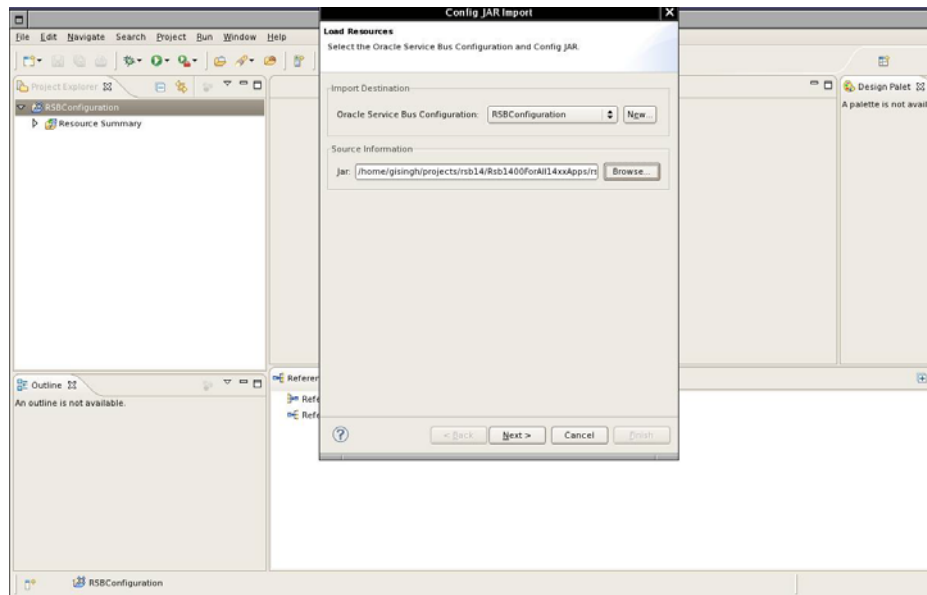 Config JAR Import
File Edit Navigate Search Project Run Window Help
Load Resources
Select the Oracle Service Bus Configuration and Config JAR.
Project Explorer
Design Palet
RSBConfiguration
A palette is not avail
Resource Summary
Import Destination
Oracle Service Bus Configuration: RSBConfiguration New...
Source Information
Jar: /home/gisingh/projects/rsb14/Rsb1400ForAll14xxApps/rs Browse...
Outline
Referen
An outline is not available.
Refe
Refe
< Back Next > Cancel Finish
RSBConfiguration